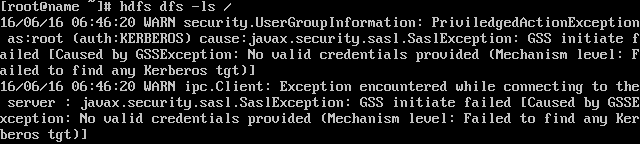 [root@name ~]# hdfs dfs -ls /
16/06/16 06:46:20 WARN security.UserGroupInformation: PriviledgedActionException
 as:root (auth:KERBEROS) cause:javax.security.sasl.SaslException: GSS initiate f
ailed [Caused by GSSException: No valid credentials provided (Mechanism level: F
ailed to find any Kerberos tgt)]
16/06/16 06:46:20 WARN ipc.Client: Exception encountered while connecting to the
 server : javax.security.sasl.SaslException: GSS initiate failed [Caused by GSSE
xception: No valid credentials provided (Mechanism level: Failed to find any Ker
beros tgt)]